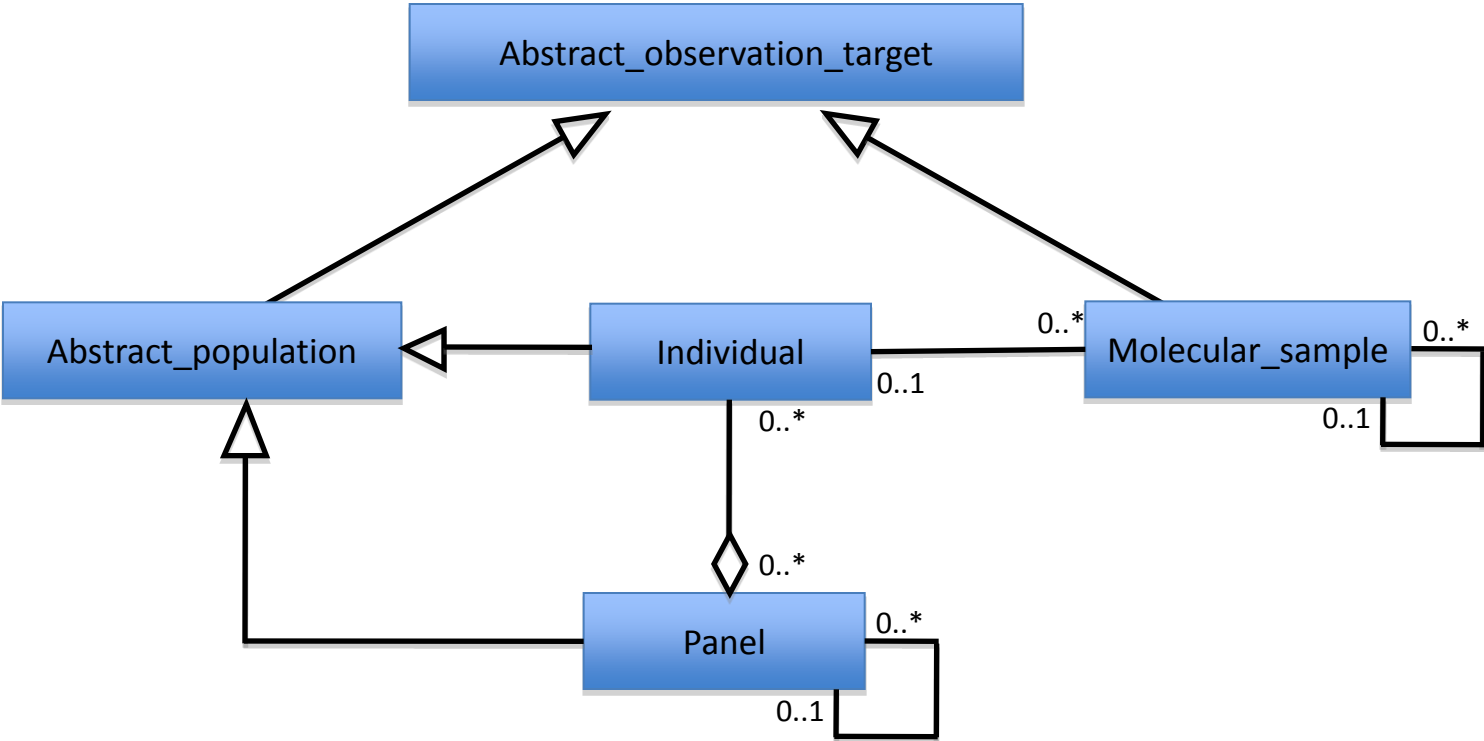 Abstract_observation_target
Abstract_population
Individual
0..*
0..1
Molecular_sample
0..*
0..1
0..*
0..*
Panel
0..*
0..1